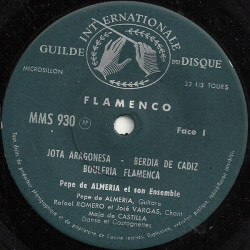 INTERNATIONALE
GUILDE DU DISQUE
MICROSILLON 33 1/3 TOURS
FLAMENCO
MMS 930 Face 1
JOTA ARAGONESA - BERDIA DE CADIZ
BOULERIA FLAMENCA
Pepe de ALMERIA et son Ensemble
Pepe de ALMERIA, Guitare
Rafael ROMERO et José VARGAS, Chant
Maja de CASTILLA
Danse et Castagnettes